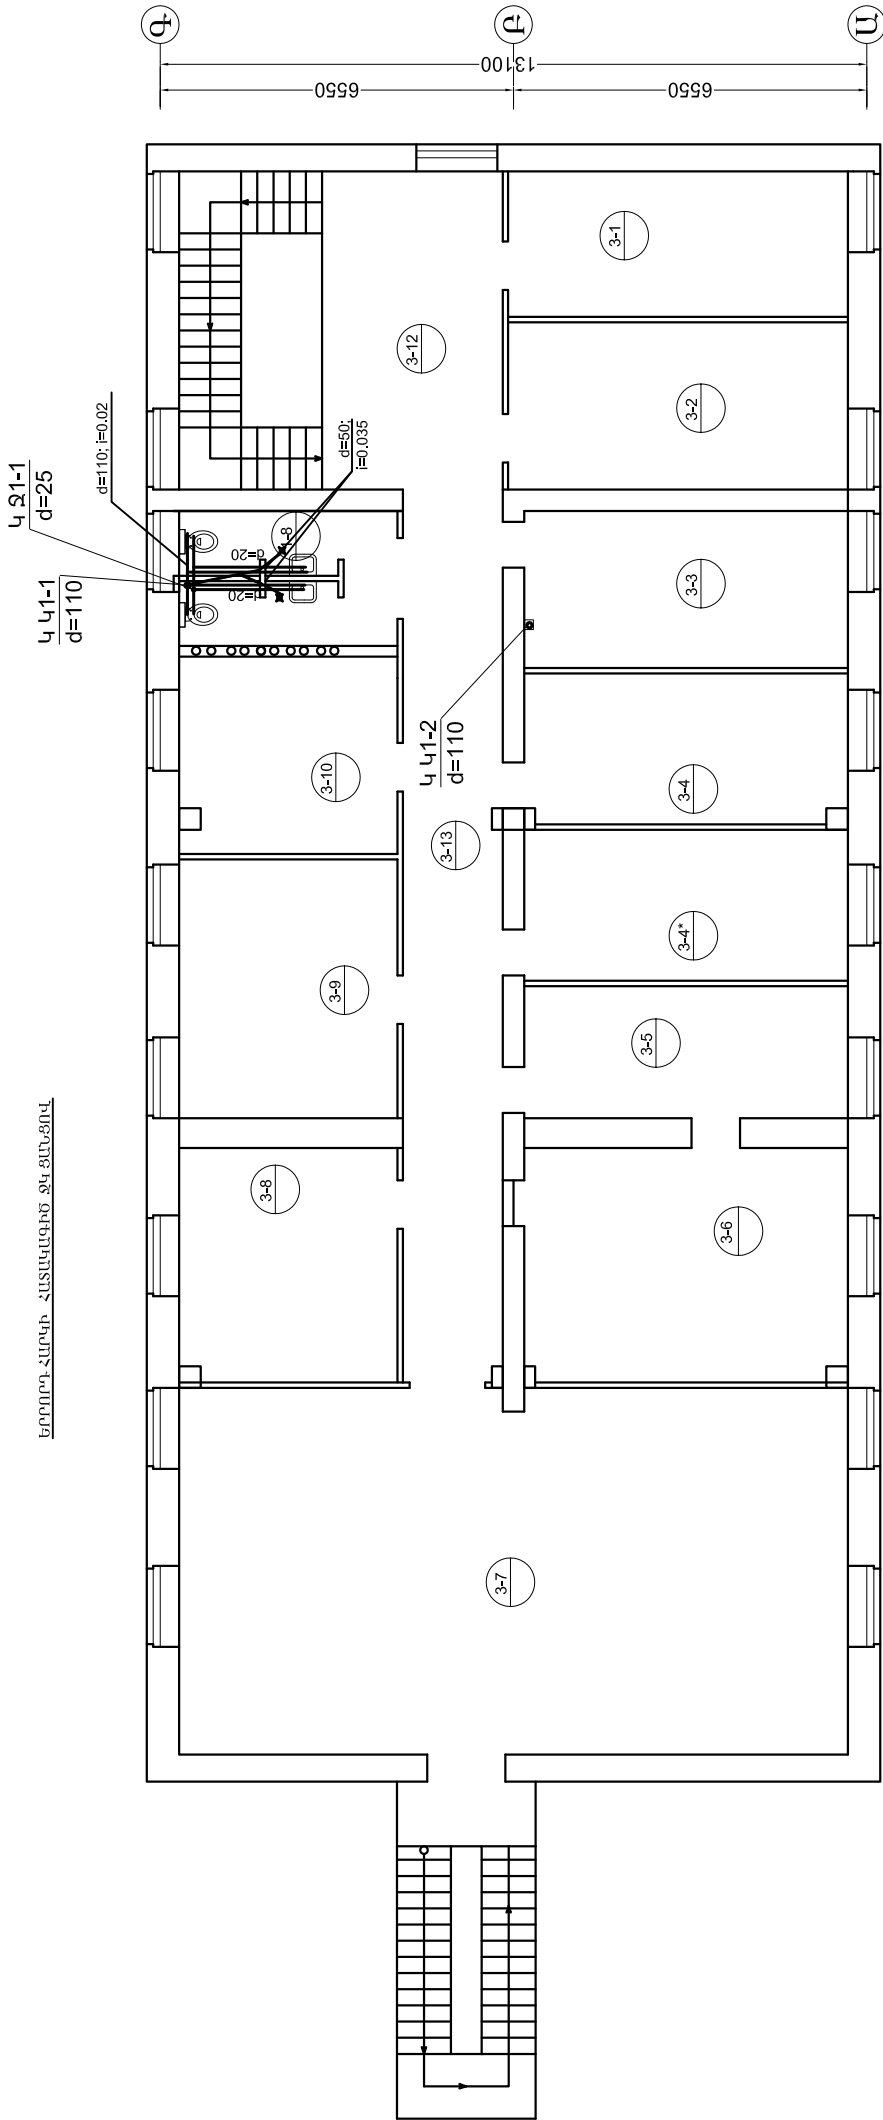 ԵՐՐՈՐԴ ՀԱՐԿԻ ՀԱՏԱԿԱԳԻԾ ՋԿ ՑԱՆՑՈՎ
Կ Ջ1-1
d=25
Կ Կ1-1
d=110
d=110; i=0.02
d=50;
i=0.035
d=20
d=20
Կ Կ1-2
d=110
3-1
3-2
3-3
3-4
3-4*
3-5
3-6
3-7
3-8
3-9
3-10
3-12
3-13
6550
6550
13100
Գ
Բ
Ա